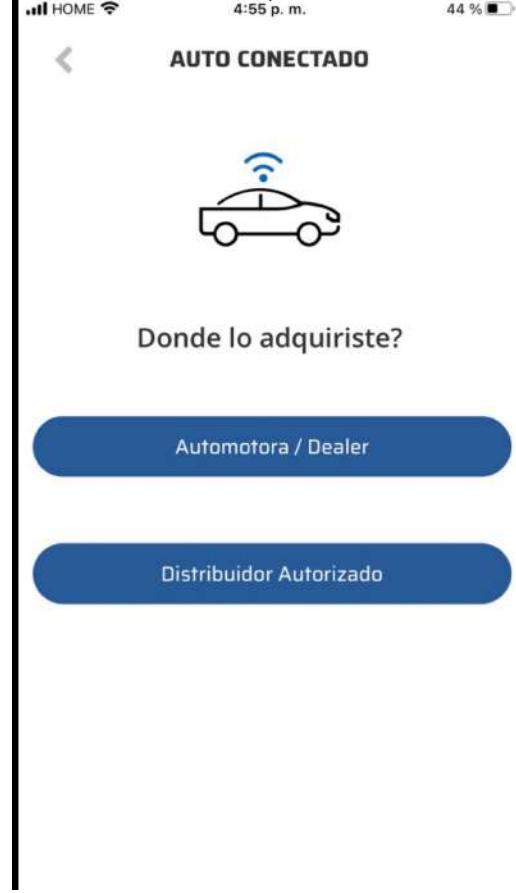 HOME 4:55 p. m. 44 %
AUTO CONECTADO
Donde lo adquiriste?
Automotora / Dealer
Distribuidor Autorizado